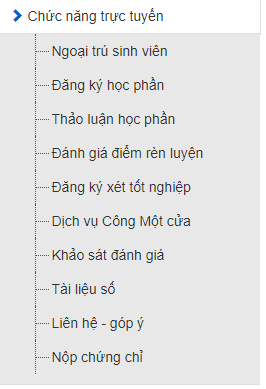 Chức năng trực tuyến
Ngoại trú sinh viên
Đăng ký học phần
Thảo luận học phần
Đánh giá điểm rèn luyện
Đăng ký xét tốt nghiệp
Dịch vụ Công Một cửa
Khảo sát đánh giá
Tài liệu số
Liên hệ - góp ý
Nộp chứng chỉ